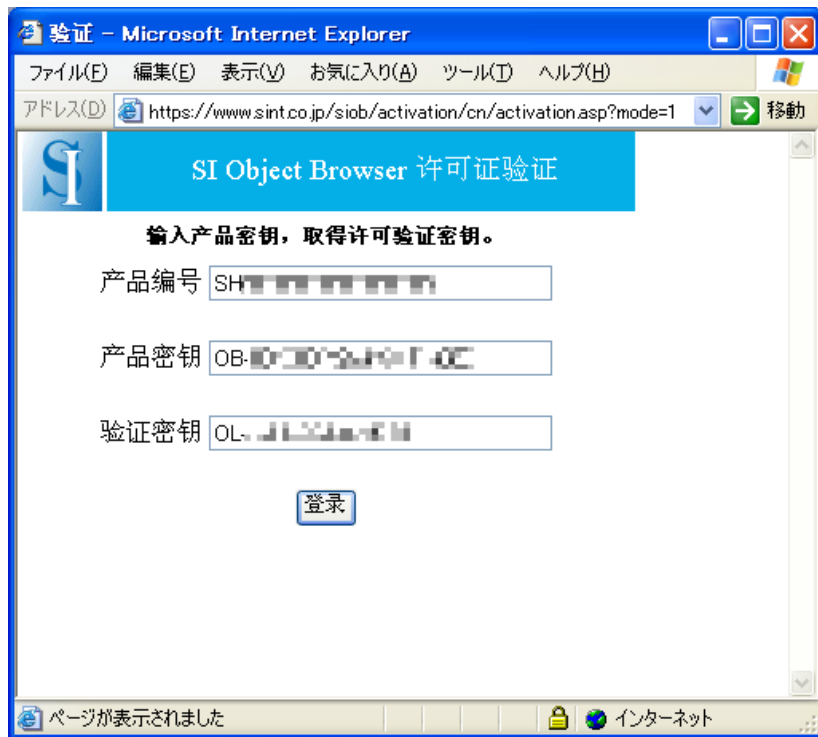 验证 - Microsoft Internet Explorer
ファイル(F) 編集(E) 表示(V) お気に入り(A) ツール(T) ヘルプ(H)
アドレス(D) https://www.sint.co.jp/siob/activation/cn/activation.asp?mode=1 移動
SI SI Object Browser 许可证验证
输入产品密钥，取得许可验证密钥。
产品编号 SH
产品密钥 OB-
验证密钥 OL-
登录
ページが表示されました インターネット